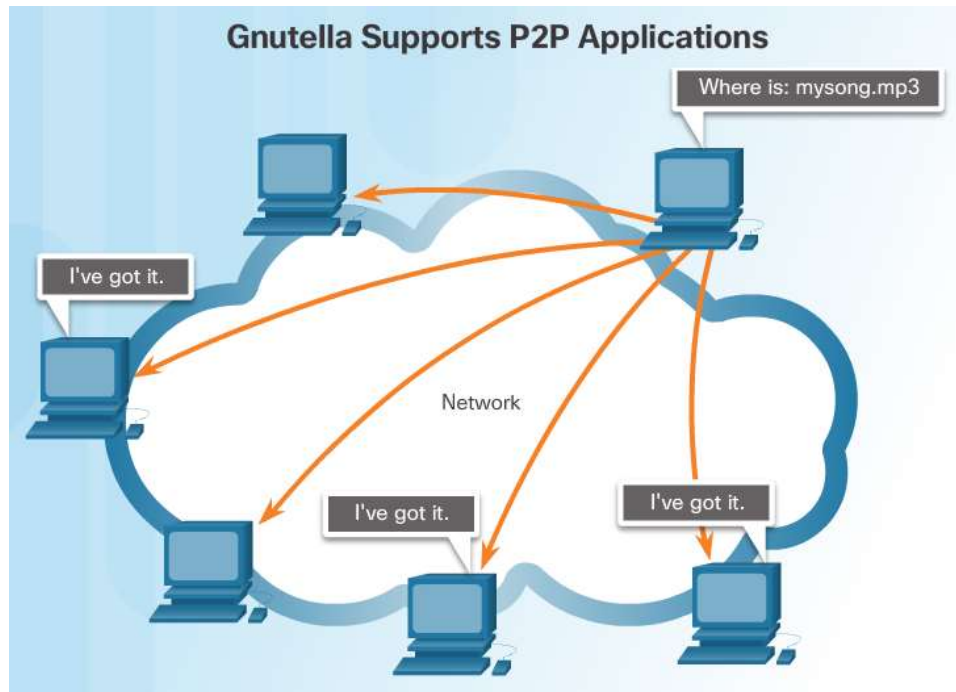 Gnutella Supports P2P Applications
Where is: mysong.mp3
I've got it.
Network
I've got it.
I've got it.